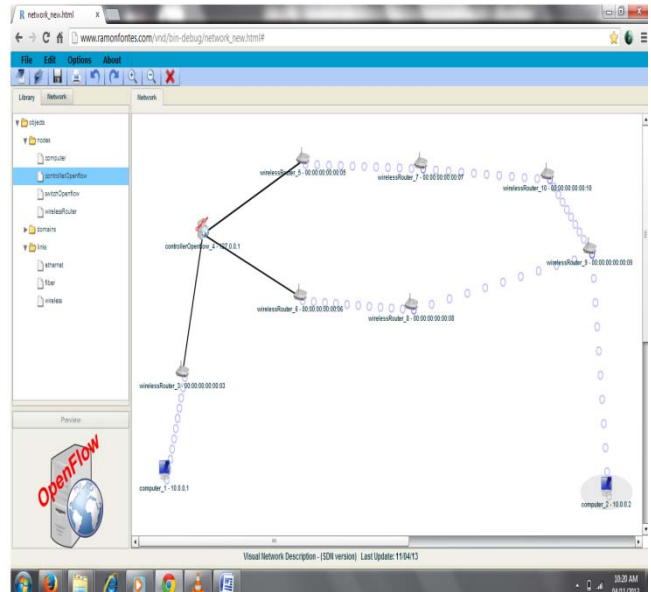 network_new.html
www.ramonfontes.com/vnd/bin-debug/network_new.html#
File Edit Options About
Library Network
Network
objects
nodes
computer
controllerOpenflow
switchOpenflow
wirelessRouter
domains
links
ethernet
fiber
wireless
Preview
OpenFlow
wirelessRouter_5 - 00:00:00:00:00:05
wirelessRouter_7 - 00:00:00:00:00:07
wirelessRouter_10 - 00:00:00:00:00:10
controllerOpenflow_4 - 127.0.0.1
wirelessRouter_9 - 00:00:00:00:00:09
wirelessRouter_6 - 00:00:00:00:00:06
wirelessRouter_8 - 00:00:00:00:00:08
wirelessRouter_3 - 00:00:00:00:00:03
computer_1 - 10.0.0.1
computer_2 - 10.0.0.2
Visual Network Description - (SDN version) Last Update: 11/04/13
10:20 AM